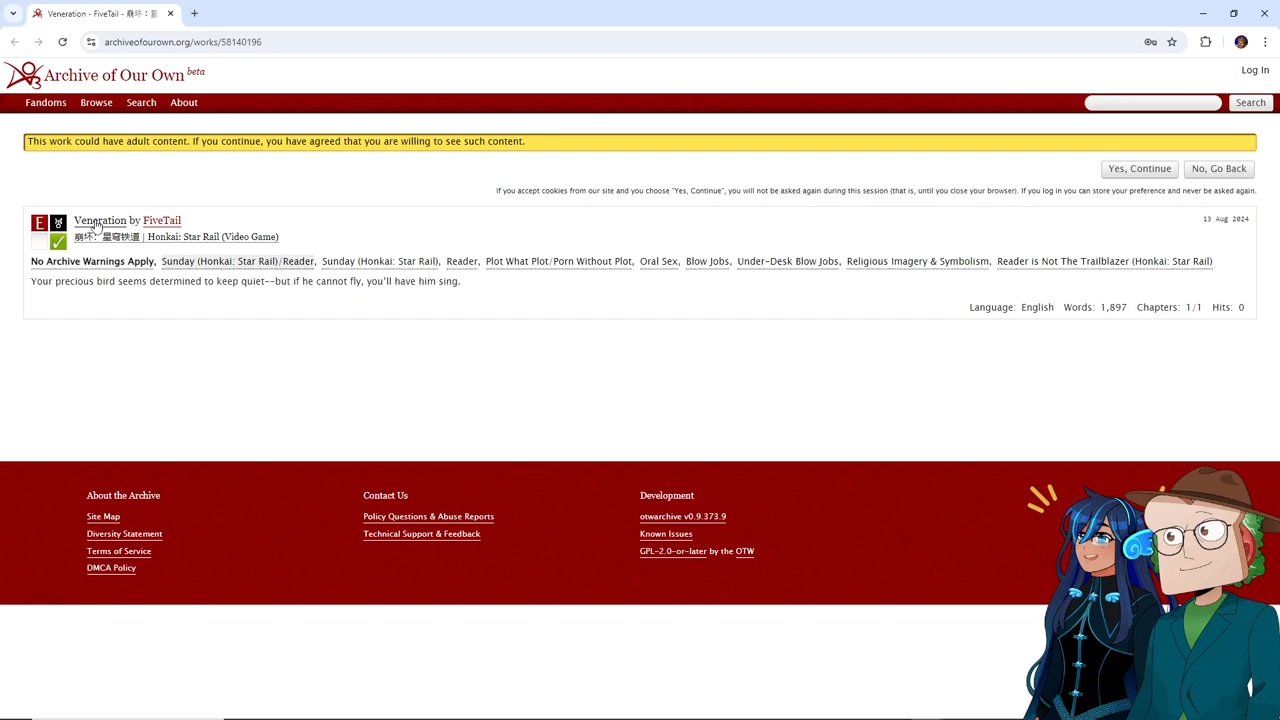 Veneration - FiveTail - 崩坏：星
archiveofourown.org/works/58140196
Archive of Our Own beta
Log In
Fandoms Browse Search About
Search
This work could have adult content. If you continue, you have agreed that you are willing to see such content.
Yes, Continue No, Go Back
If you accept cookies from our site and you choose "Yes, Continue", you will not be asked again during this session (that is, until you close your browser). If you log in you can store your preference and never be asked again.
E Veneration by FiveTail 13 Aug 2024
崩坏：星穹铁道 | Honkai: Star Rail (Video Game)
No Archive Warnings Apply, Sunday (Honkai: Star Rail)/Reader, Sunday (Honkai: Star Rail), Reader, Plot What Plot/Porn Without Plot, Oral Sex, Blow Jobs, Under-Desk Blow Jobs, Religious Imagery & Symbolism, Reader is Not The Trailblazer (Honkai: Star Rail)
Your precious bird seems determined to keep quiet--but if he cannot fly, you'll have him sing.
Language: English Words: 1,897 Chapters: 1/1 Hits: 0
About the Archive
Site Map
Diversity Statement
Terms of Service
DMCA Policy
Contact Us
Policy Questions & Abuse Reports
Technical Support & Feedback
Development
otwarchive v0.9.373.9
Known Issues
GPL-2.0-or-later by the OTW